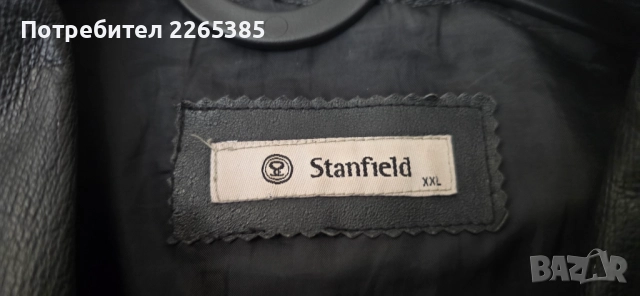 Потребител 2265385
Stanfield
XXL
BAZAR